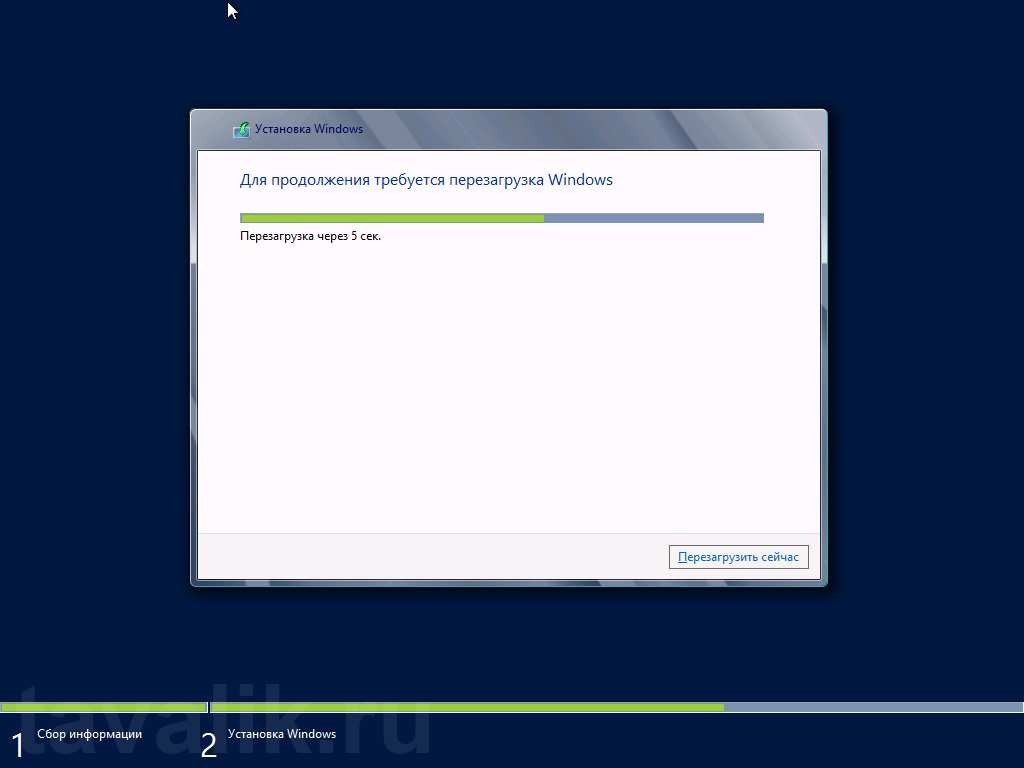 Установка Windows
Для продолжения требуется перезагрузка Windows
Перезагрузка через 5 сек.
Перезагрузить сейчас
tavalik.ru
1 Сбор информации
2 Установка Windows